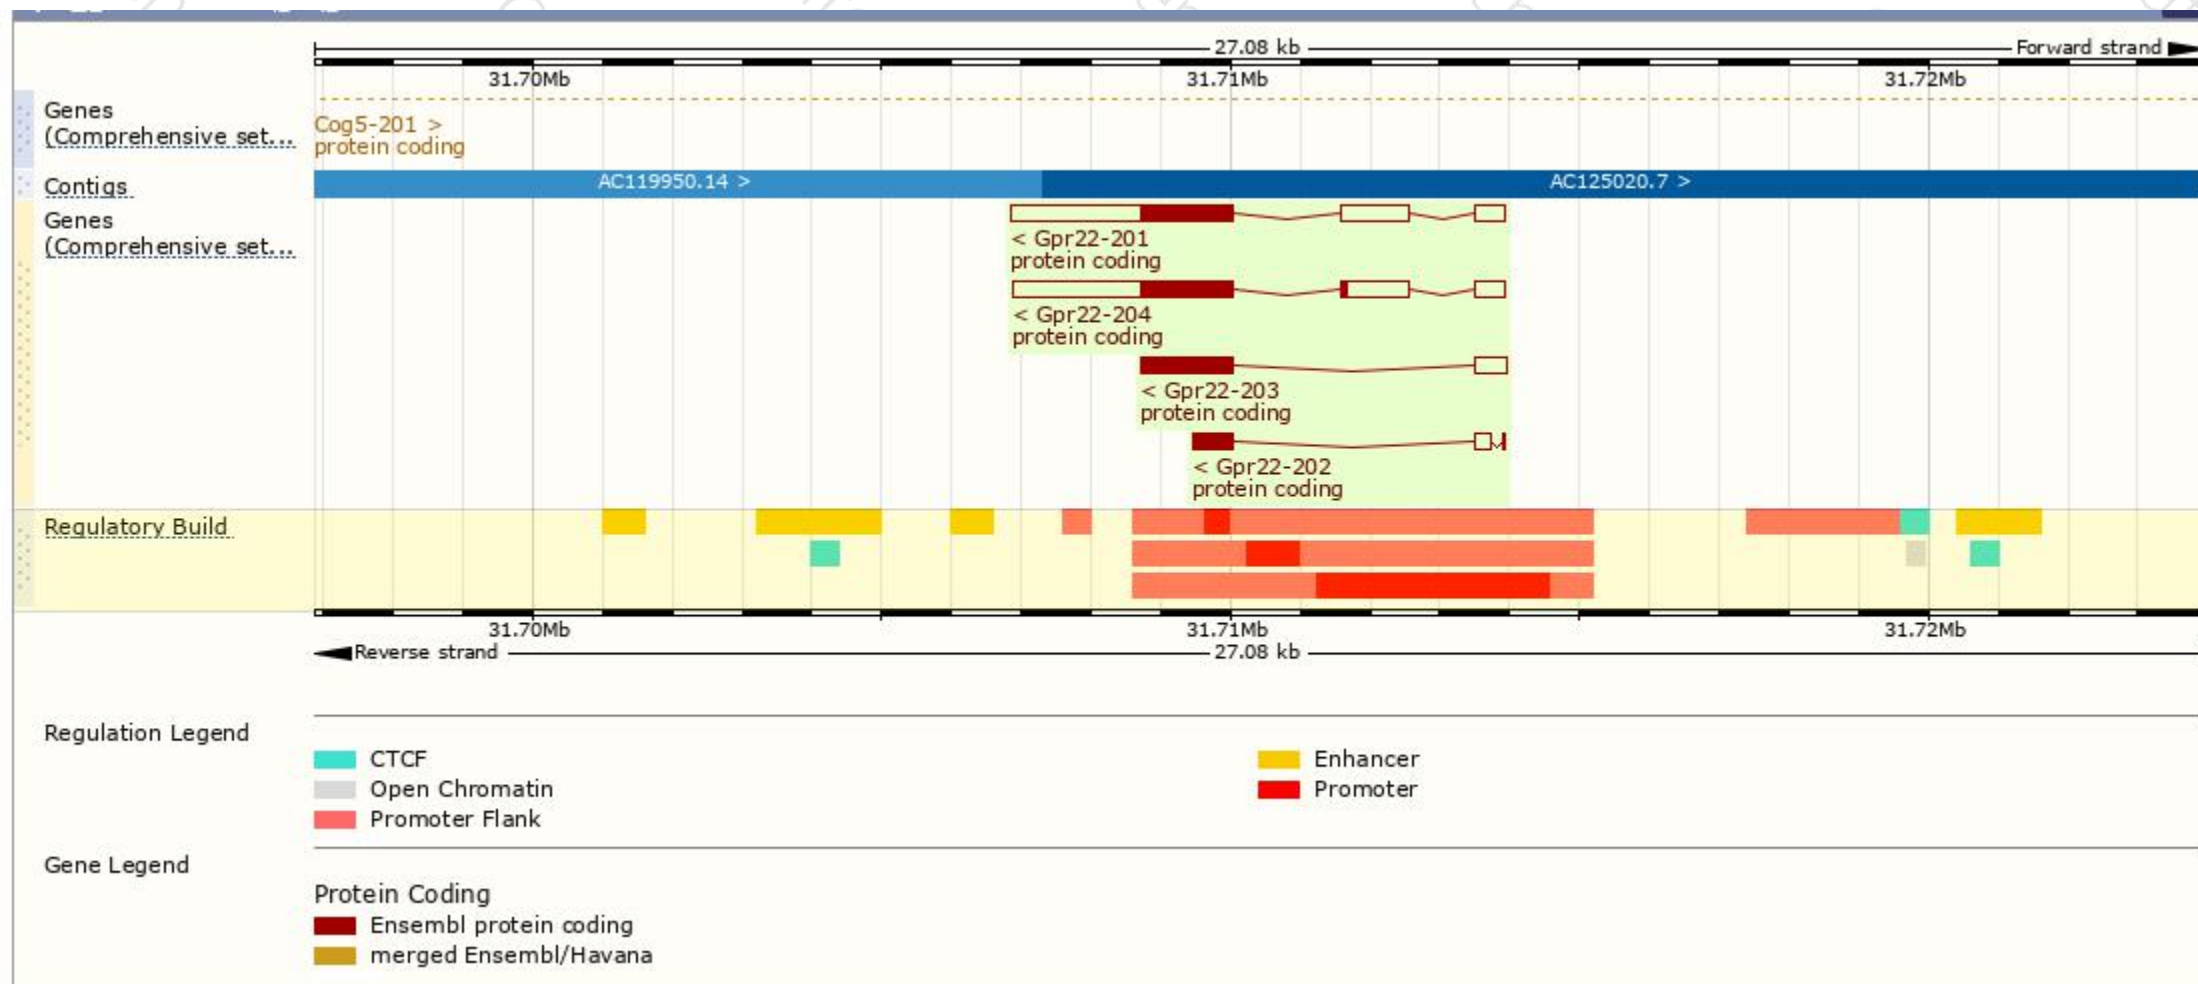 27.08 kb
Forward strand
31.70Mb 31.71Mb 31.72Mb
Genes
(Comprehensive set...
Cog5-201 >
protein coding
Contigs
AC119950.14 > AC125020.7 >
Genes
(Comprehensive set...
< Gpr22-201
protein coding
< Gpr22-204
protein coding
< Gpr22-203
protein coding
< Gpr22-202
protein coding
Regulatory Build
31.70Mb 31.71Mb 31.72Mb
Reverse strand
27.08 kb
Regulation Legend
CTCF
Open Chromatin
Promoter Flank
Enhancer
Promoter
Gene Legend
Protein Coding
Ensembl protein coding
merged Ensembl/Havana